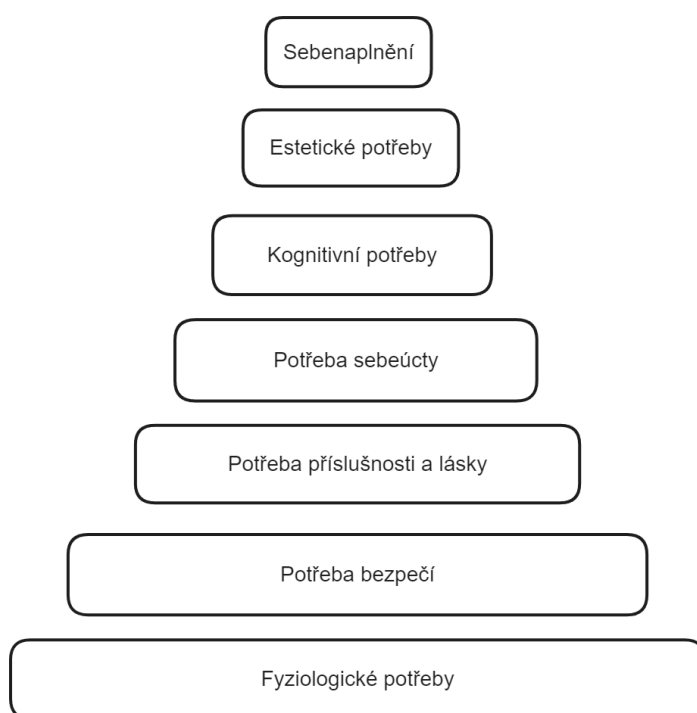 Sebenaplnění
Estetické potřeby
Kognitivní potřeby
Potřeba sebeúcty
Potřeba příslušnosti a lásky
Potřeba bezpečí
Fyziologické potřeby